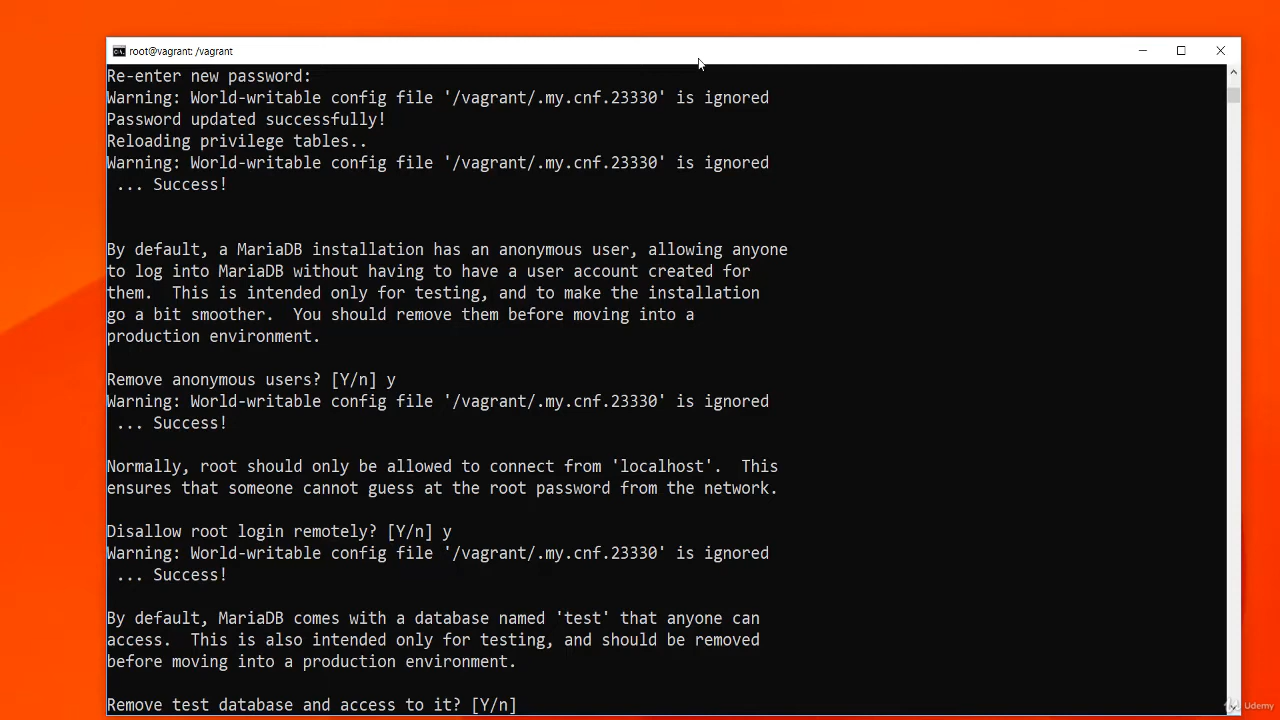 root@vagrant: /vagrant
Re-enter new password:
Warning: World-writable config file '/vagrant/.my.cnf.23330' is ignored
Password updated successfully!
Reloading privilege tables..
Warning: World-writable config file '/vagrant/.my.cnf.23330' is ignored
 ... Success!
By default, a MariaDB installation has an anonymous user, allowing anyone
to log into MariaDB without having to have a user account created for
them.  This is intended only for testing, and to make the installation
go a bit smoother.  You should remove them before moving into a
production environment.
Remove anonymous users? [Y/n] y
Warning: World-writable config file '/vagrant/.my.cnf.23330' is ignored
 ... Success!
Normally, root should only be allowed to connect from 'localhost'.  This
ensures that someone cannot guess at the root password from the network.
Disallow root login remotely? [Y/n] y
Warning: World-writable config file '/vagrant/.my.cnf.23330' is ignored
 ... Success!
By default, MariaDB comes with a database named 'test' that anyone can
access.  This is also intended only for testing, and should be removed
before moving into a production environment.
Remove test database and access to it? [Y/n]
Udemy